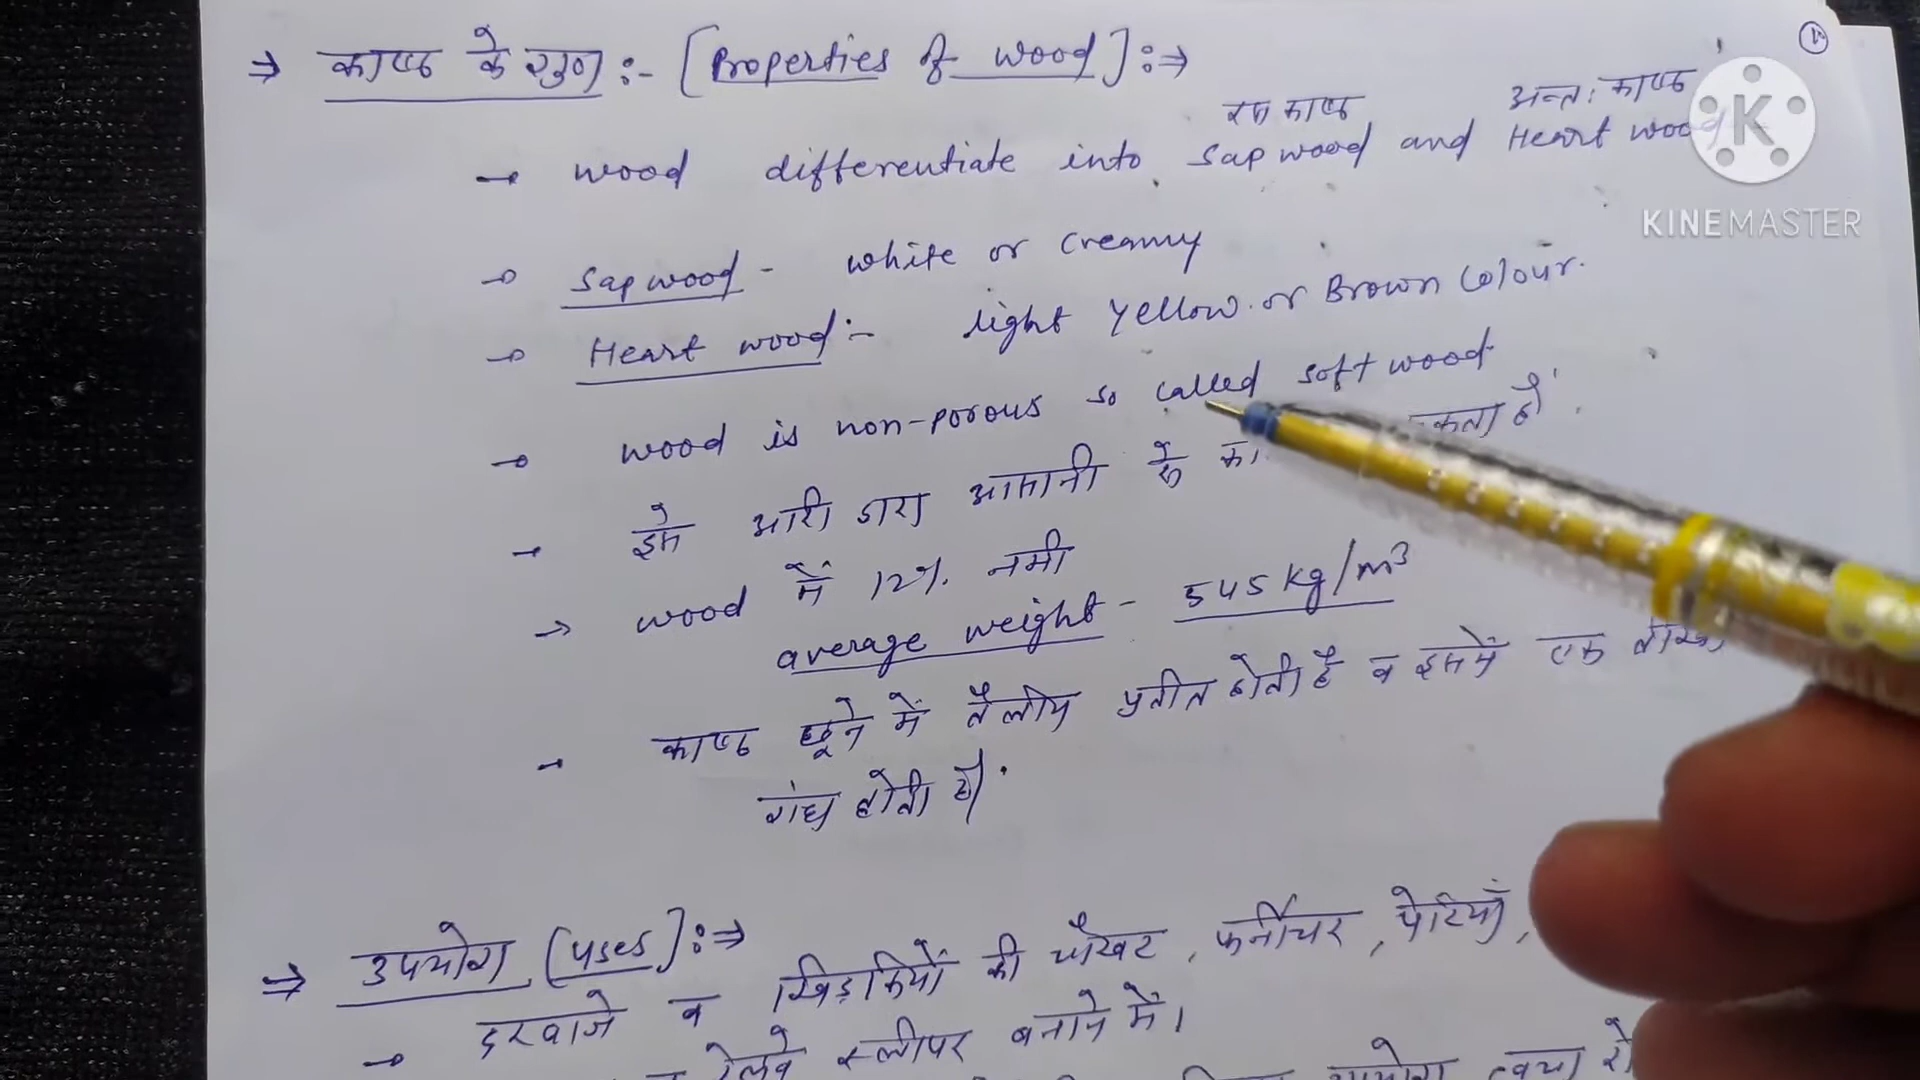 ①
⇒ काष्ठ के गुण :- [Properties of wood] :⇒
रस काष्ठ अन्तः काष्ठ
→ wood differentiate into Sap wood and Heart wood
→ Sap wood - white or Creamy
→ Heart wood :- light Yellow or Brown Colour.
→ wood is non-porous so called soft wood
→ इसे आरी द्वारा आसानी से है
→ wood में 12% नमी
average weight - 545 kg/m³
→ काष्ठ छूने में तैलीय प्रतीत होती है व इसमें एक
गंध होती है।
⇒ उपयोग [uses] :⇒
→ दरवाजे व खिड़कियों की चौखट, फर्नीचर, पेटियाँ,
रेलवे स्लीपर बनाने में।
KINEMASTER